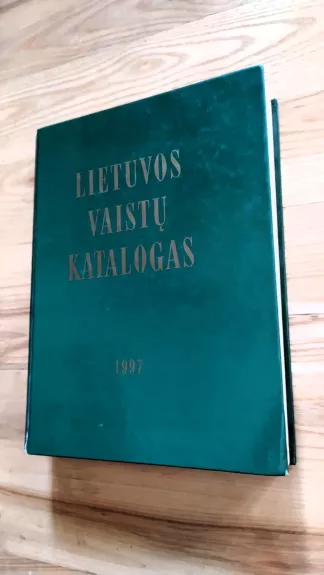 LIETUVOS
VAISTŲ
KATALOGAS
1997